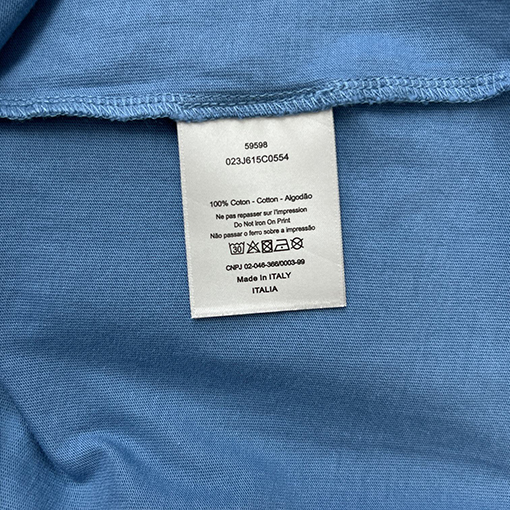 59598
023J615C0554
100% Coton - Cotton - Algodão
Ne pas repasser sur l'impression
Do Not Iron On Print
Não passar o ferro sobre a impressão
30
CNPJ 02-046-366/0003-99
Made In ITALY
ITALIA